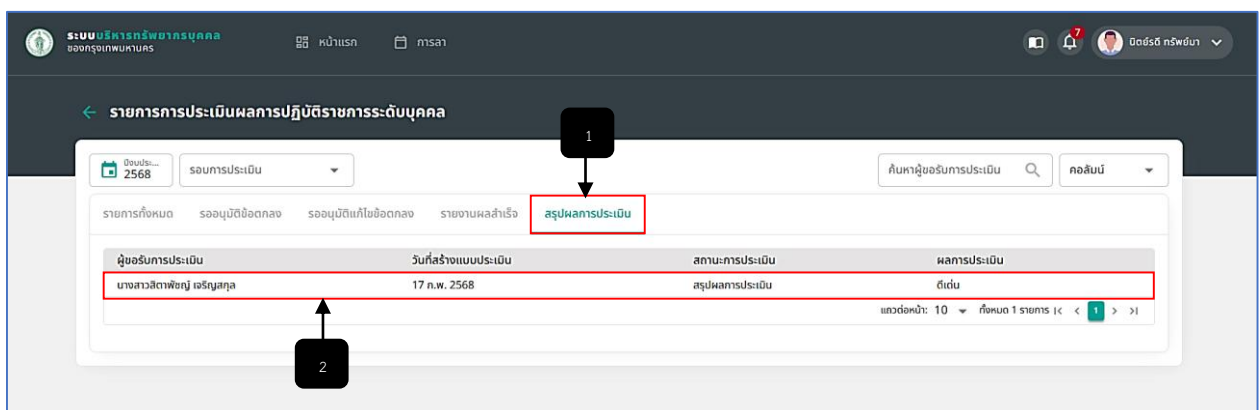 ระบบบริหารทรัพยากรบุคคล
ของกรุงเทพมหานคร
หน้าแรก
การลา
7
นิตย์รดี ทรัพย์มา
รายการการประเมินผลการปฏิบัติราชการระดับบุคคล
1
ปีงบประ...
2568
รอบการประเมิน
ค้นหาผู้ขอรับการประเมิน
คอลัมน์
รายการทั้งหมด รออนุมัติข้อตกลง รออนุมัติแก้ไขข้อตกลง รายงานผลสำเร็จ สรุปผลการประเมิน
ผู้ขอรับการประเมิน วันที่สร้างแบบประเมิน สถานะการประเมิน ผลการประเมิน
นางสาวสิตาพัชญ์ เจริญสกุล 17 ก.พ. 2568 สรุปผลการประเมิน ดีเด่น
แถวต่อหน้า: 10 ทั้งหมด 1 รายการ |< < 1 > >|
2